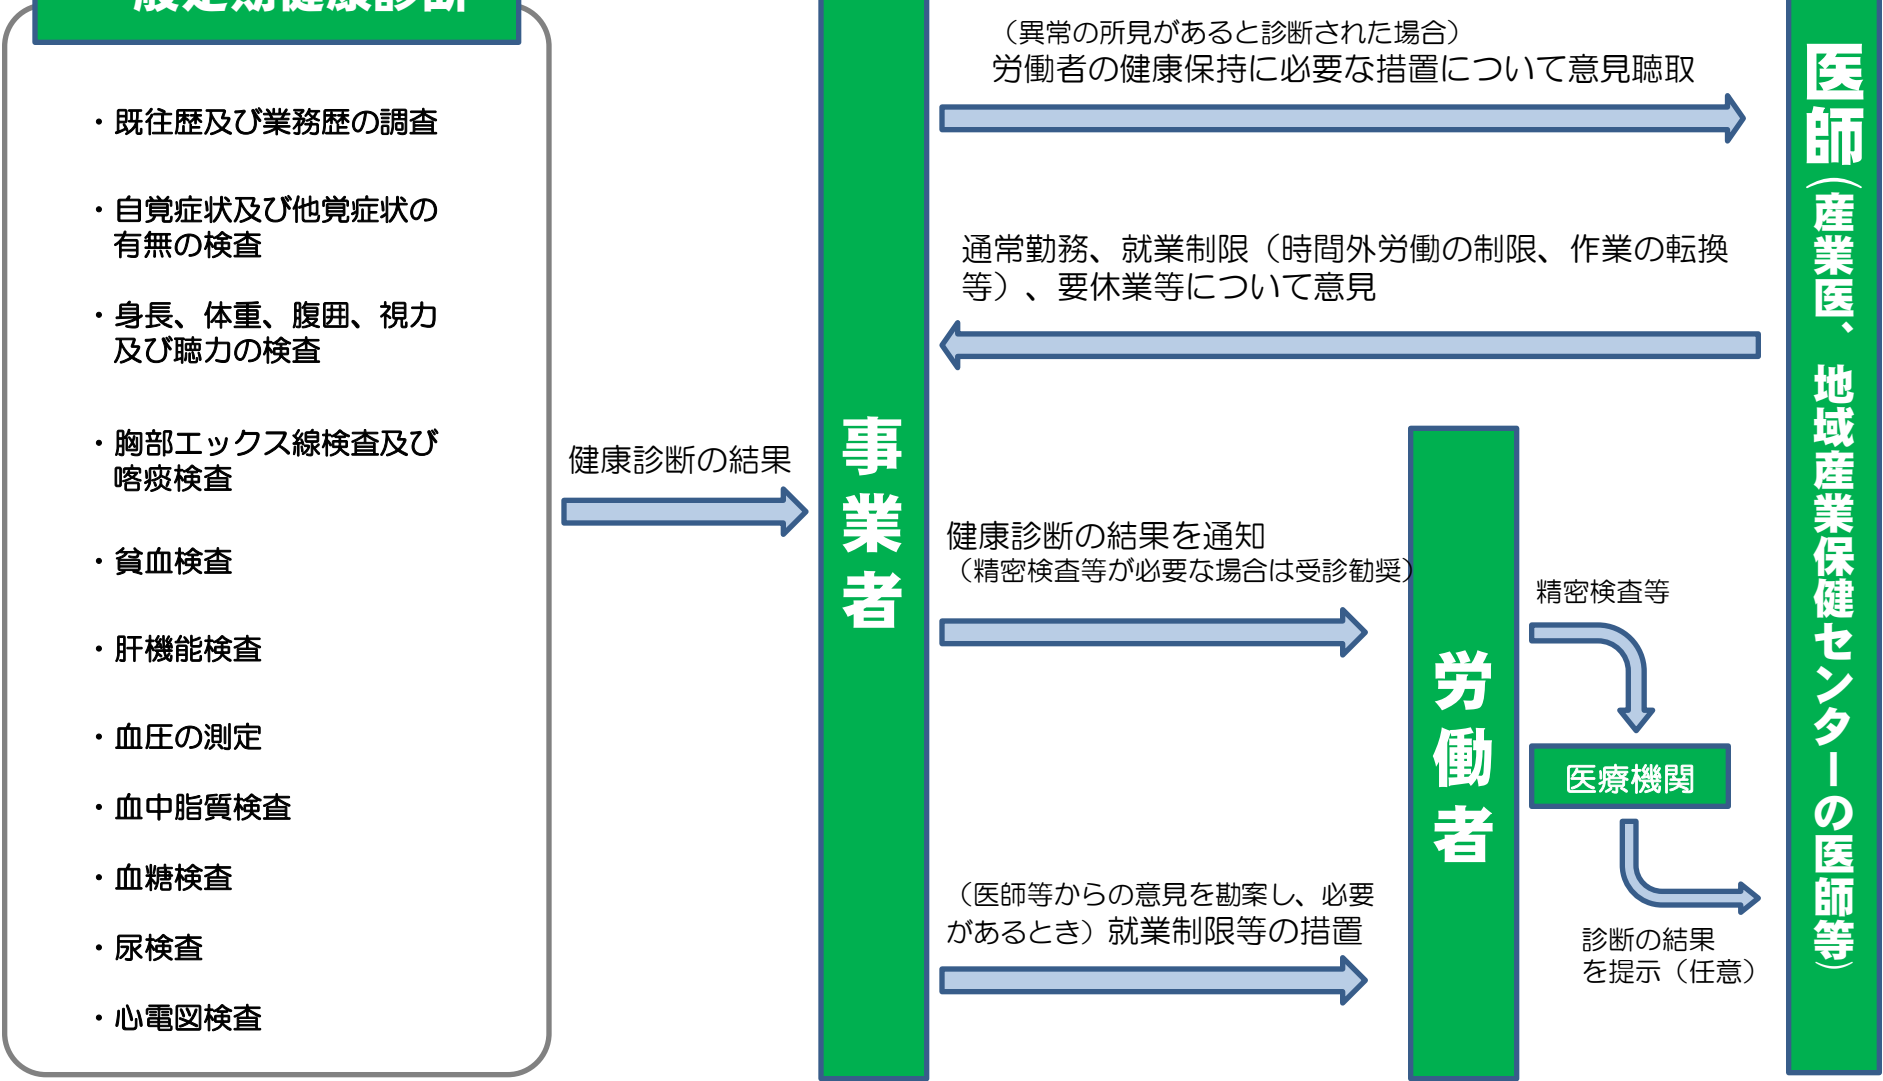 般定期健康診断
・既往歴及び業務歴の調査
・自覚症状及び他覚症状の
有無の検査
・身長、体重、腹囲、視力
及び聴力の検査
・胸部エックス線検査及び
喀痰検査
・貧血検査
・肝機能検査
・血圧の測定
・血中脂質検査
・血糖検査
・尿検査
・心電図検査
健康診断の結果
事業者
（異常の所見があると診断された場合）
労働者の健康保持に必要な措置について意見聴取
通常勤務、就業制限（時間外労働の制限、作業の転換
等）、要休業等について意見
健康診断の結果を通知
（精密検査等が必要な場合は受診勧奨）
（医師等からの意見を勘案し、必要
があるとき）就業制限等の措置
労働者
精密検査等
医療機関
診断の結果
を提示（任意）
医師（産業医、地域産業保健センターの医師等）